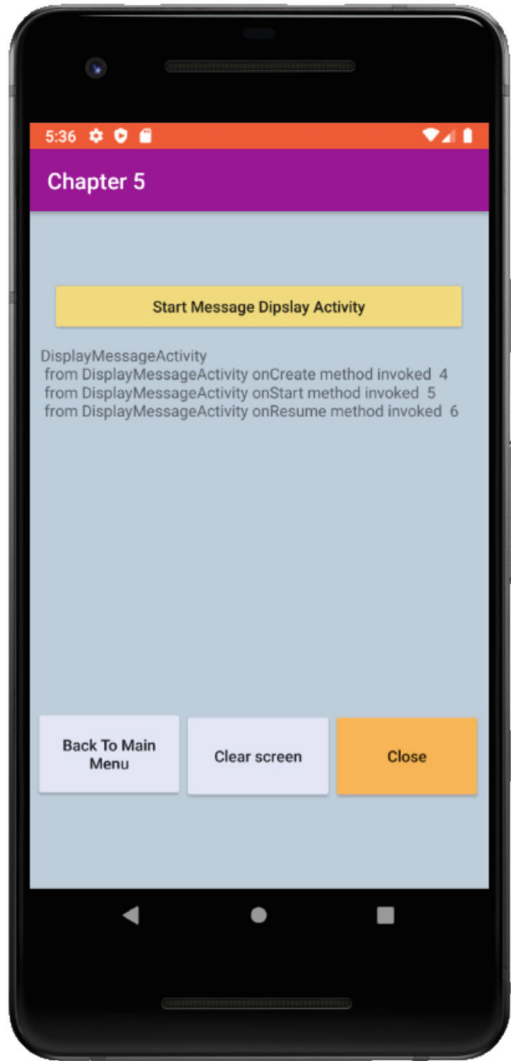 5:36
Chapter 5
Start Message Dipslay Activity
DisplayMessageActivity
from DisplayMessageActivity onCreate method invoked 4
from DisplayMessageActivity onStart method invoked 5
from DisplayMessageActivity onResume method invoked 6
Back To Main
Menu
Clear screen
Close